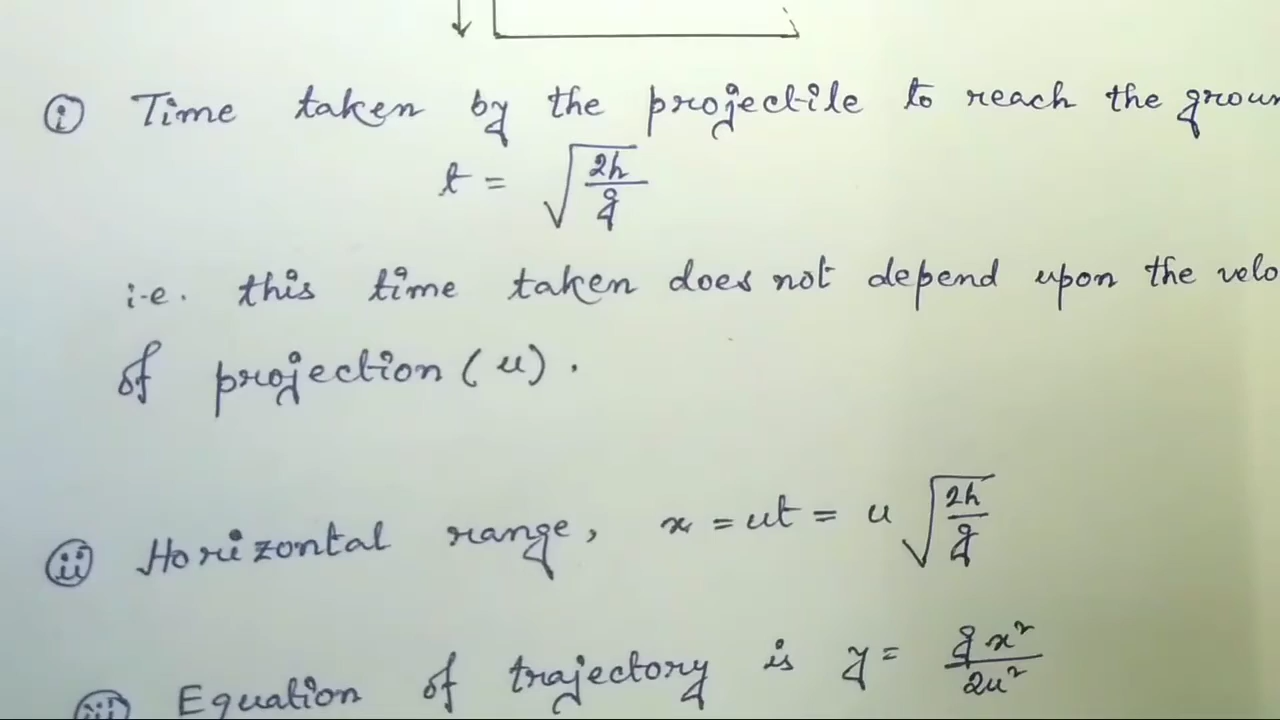 (i) Time taken by the projectile to reach the groun
t = √(2h/g)
i.e. this time taken does not depend upon the velo
of projection (u).
(ii) Horizontal range, x = ut = u √(2h/g)
(iii) Equation of trajectory is y = gx²/2u²